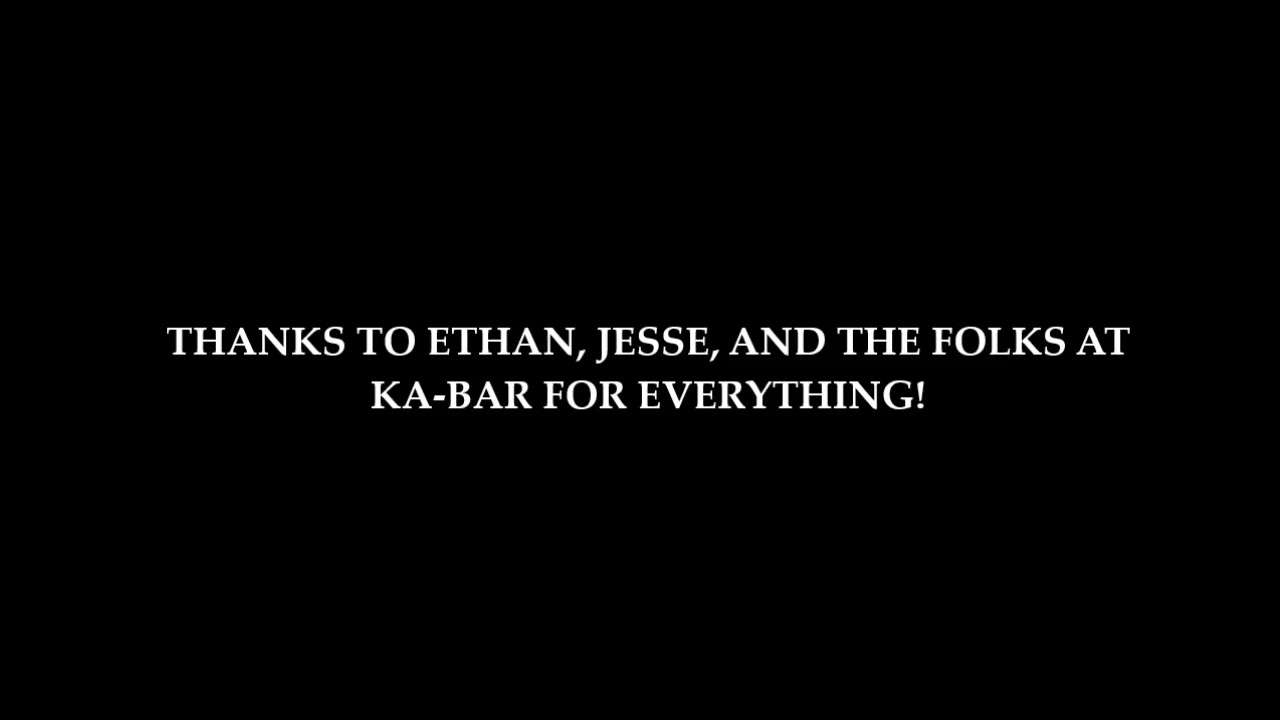 THANKS TO ETHAN, JESSE, AND THE FOLKS AT
KA-BAR FOR EVERYTHING!